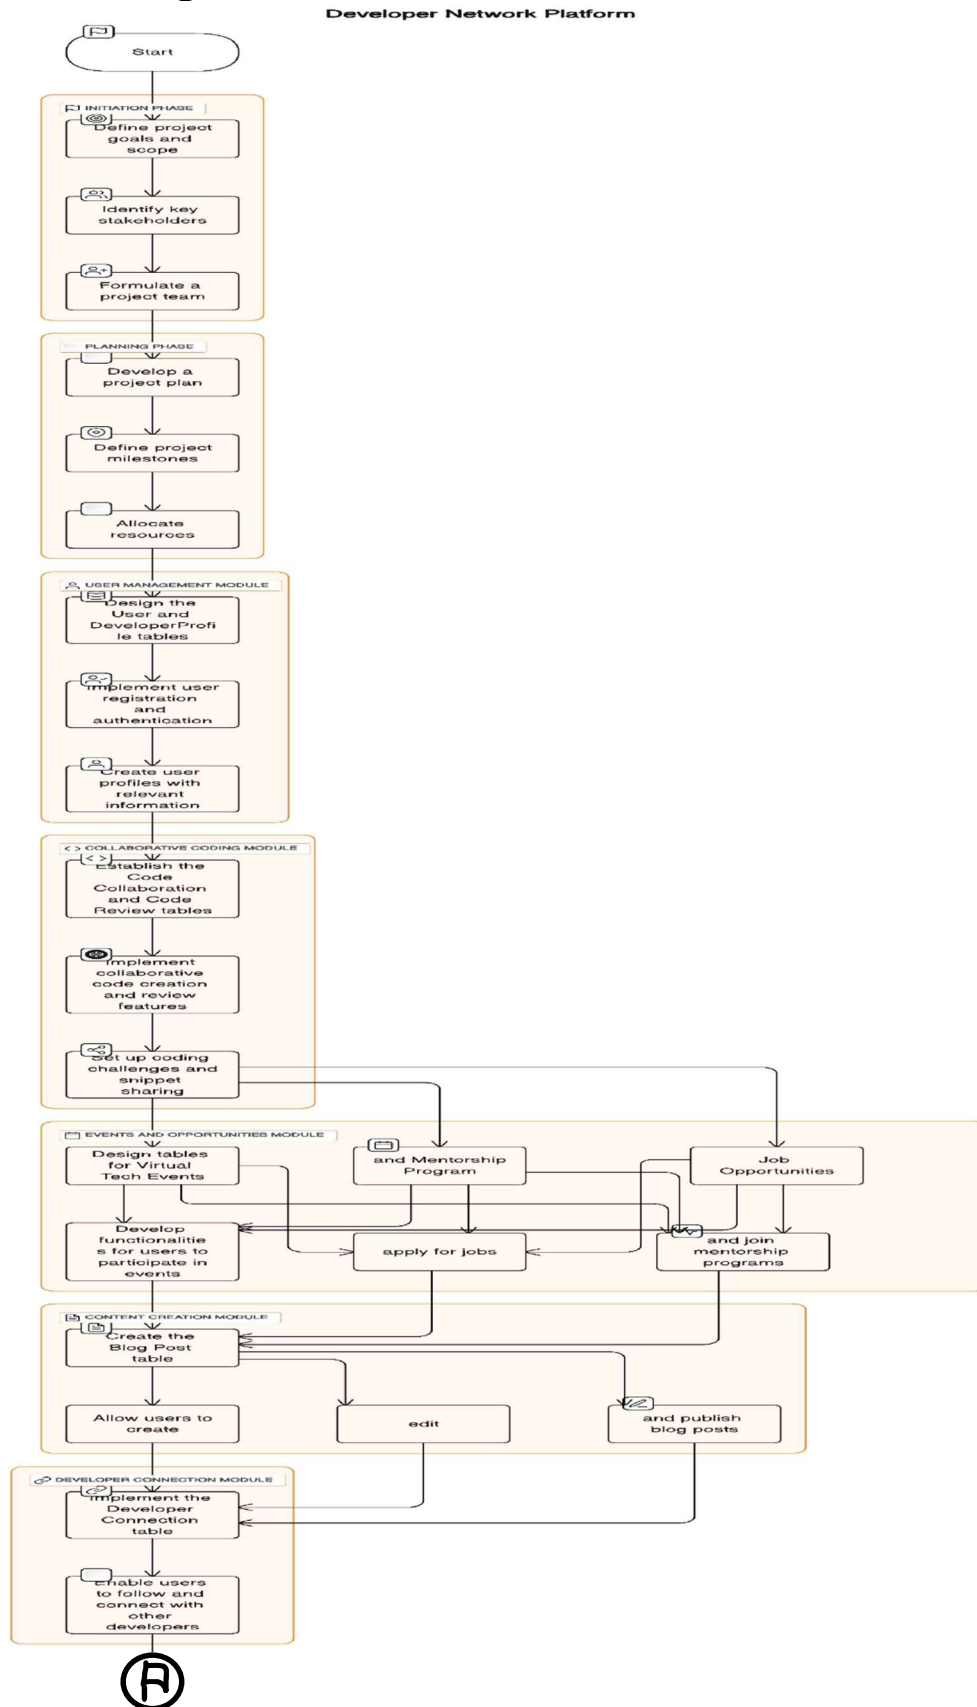 Developer Network Platform
Start
INITIATION PHASE
Define project
goals and
scope
Identify key
stakeholders
Formulate a
project team
PLANNING PHASE
Develop a
project plan
Define project
milestones
Allocate
resources
USER MANAGEMENT MODULE
Design the
User and
DeveloperProfi
le tables
Implement user
registration
and
authentication
Create user
profiles with
relevant
information
COLLABORATIVE CODING MODULE
Establish the
Code
Collaboration
and Code
Review tables
Implement
collaborative
code creation
and review
features
Set up coding
challenges and
snippet
sharing
EVENTS AND OPPORTUNITIES MODULE
Design tables
for Virtual
Tech Events
and Mentorship
Program
Job
Opportunities
Develop
functionalitie
s for users to
participate in
events
apply for jobs
and join
mentorship
programs
CONTENT CREATION MODULE
Create the
Blog Post
table
Allow users to
create
edit
and publish
blog posts
DEVELOPER CONNECTION MODULE
Implement the
Developer
Connection
table
Enable users
to follow and
connect with
other
developers
A